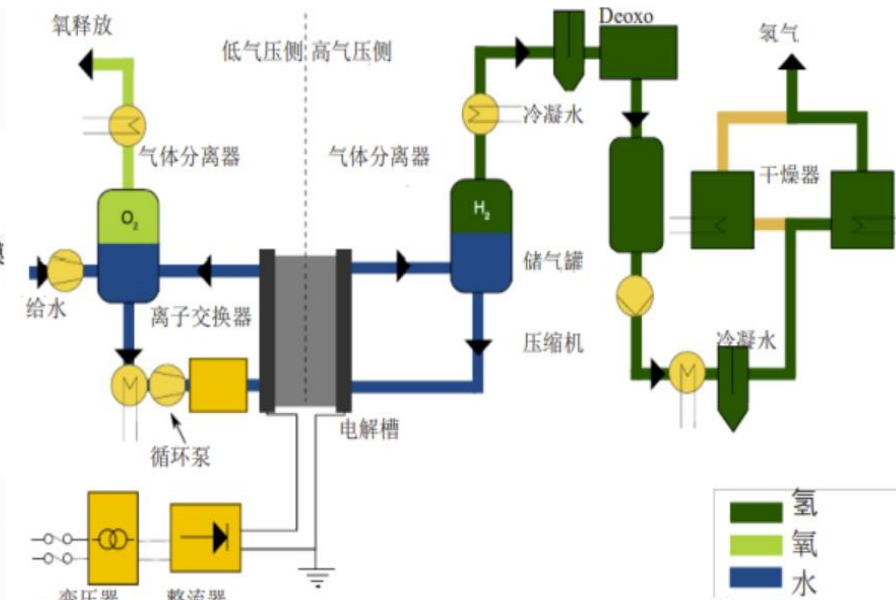 氧释放
低气压侧 高气压侧
Deoxo
氢气
冷凝水
气体分离器
气体分离器
干燥器
O2
H2
储气罐
给水
离子交换器
压缩机
冷凝水
电解槽
循环泵
变压器
整流器
氢
氧
水